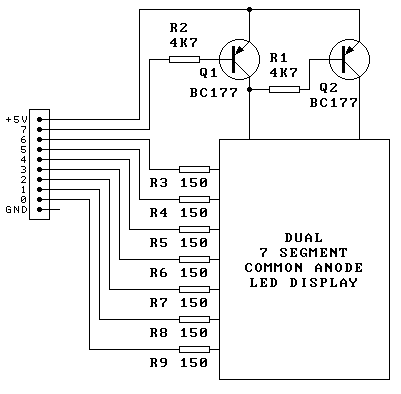 R2
4K7
R1
4K7
Q1
Q2
BC177
BC177
+5V
7
6
5
4
3
2
1
0
GND
R3 150
R4 150
R5 150
R6 150
R7 150
R8 150
R9 150
DUAL
7 SEGMENT
COMMON ANODE
LED DISPLAY